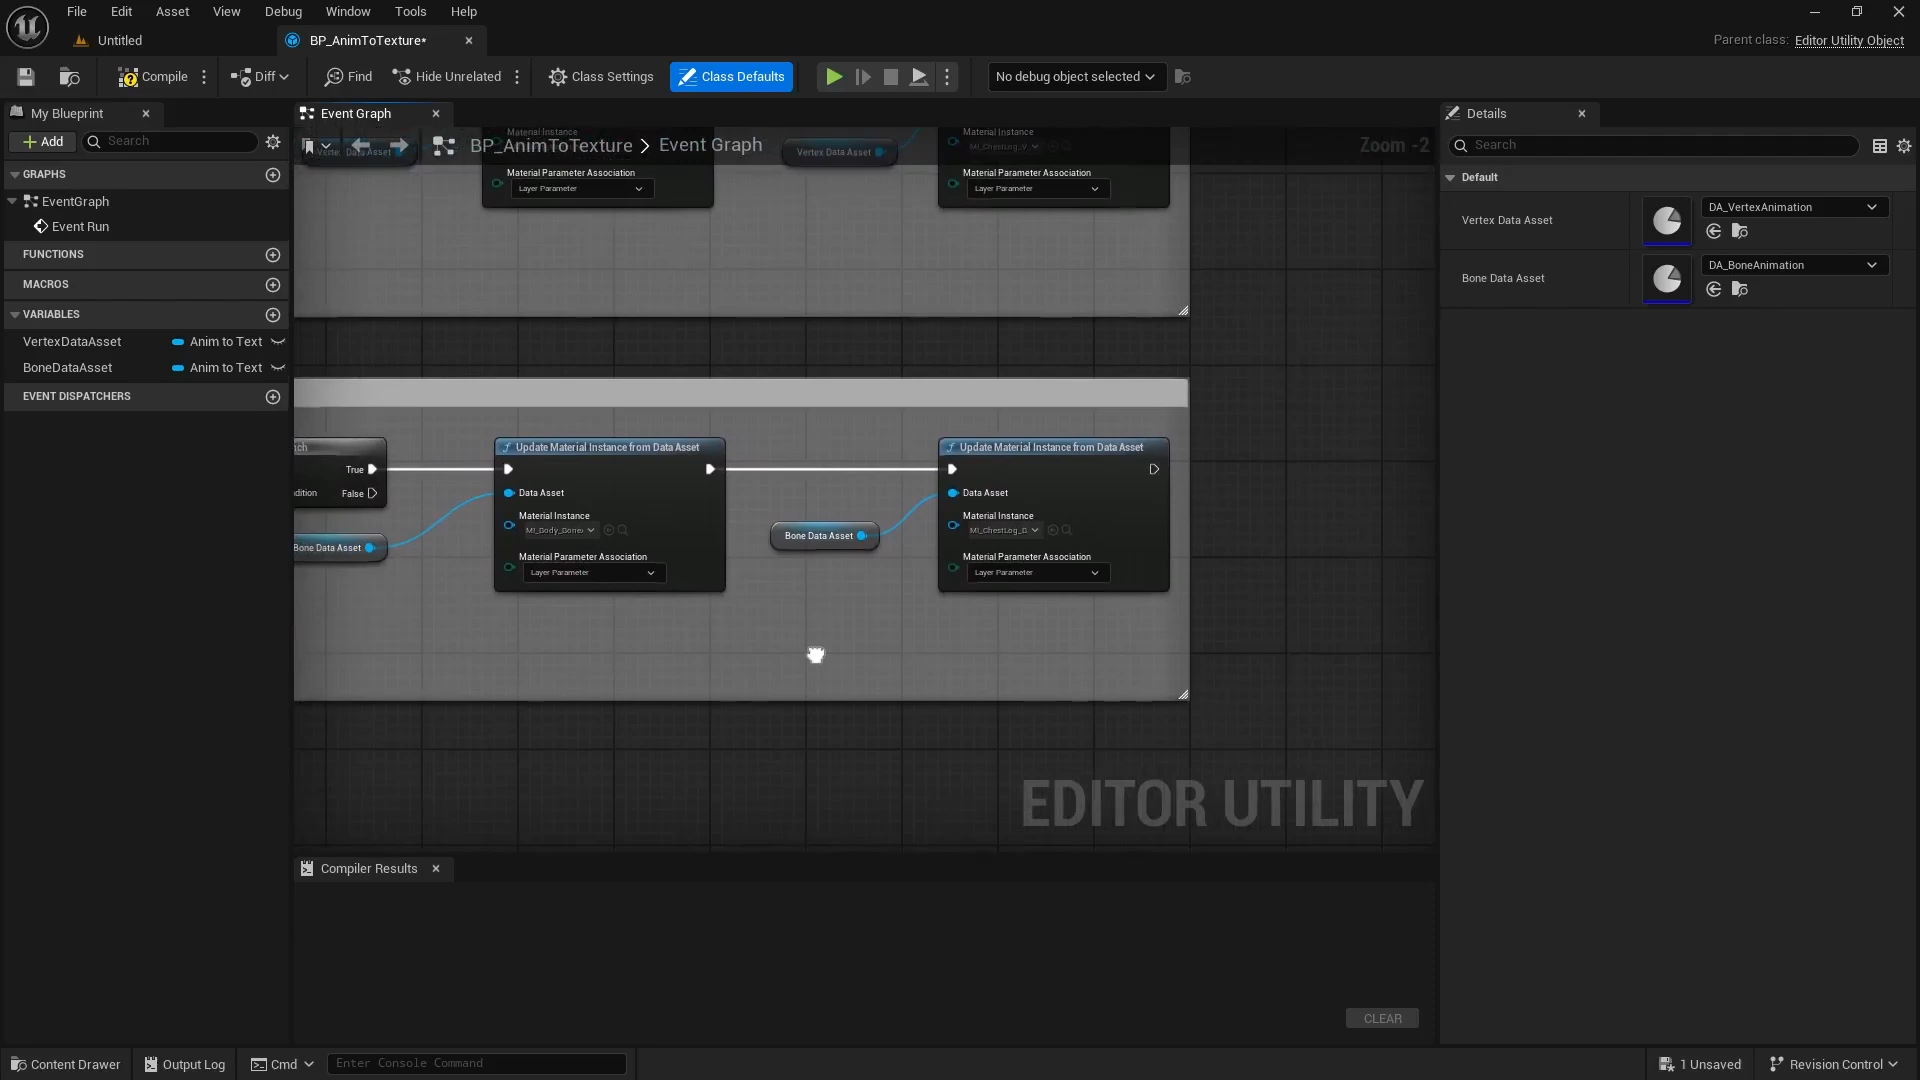 File Edit Asset View Debug Window Tools Help
Untitled
BP_AnimToTexture*
Parent class: Editor Utility Object
Compile
Diff
Find
Hide Unrelated
Class Settings
Class Defaults
No debug object selected
My Blueprint
Add
Search
GRAPHS
EventGraph
Event Run
FUNCTIONS
MACROS
VARIABLES
VertexDataAsset Anim to Text
BoneDataAsset Anim to Text
EVENT DISPATCHERS
Event Graph
BP_AnimToTexture > Event Graph
Zoom -2
Material Instance
Material Parameter Association
Layer Parameter
Vertex Data Asset
Material Instance
Material Parameter Association
Layer Parameter
True
False
Bone Data Asset
Update Material Instance from Data Asset
Data Asset
Material Instance
Material Parameter Association
Layer Parameter
Bone Data Asset
Update Material Instance from Data Asset
Data Asset
Material Instance
Material Parameter Association
Layer Parameter
EDITOR UTILITY
Compiler Results
CLEAR
Details
Search
Default
Vertex Data Asset
DA_VertexAnimation
Bone Data Asset
DA_BoneAnimation
Content Drawer
Output Log
Cmd
Enter Console Command
1 Unsaved
Revision Control